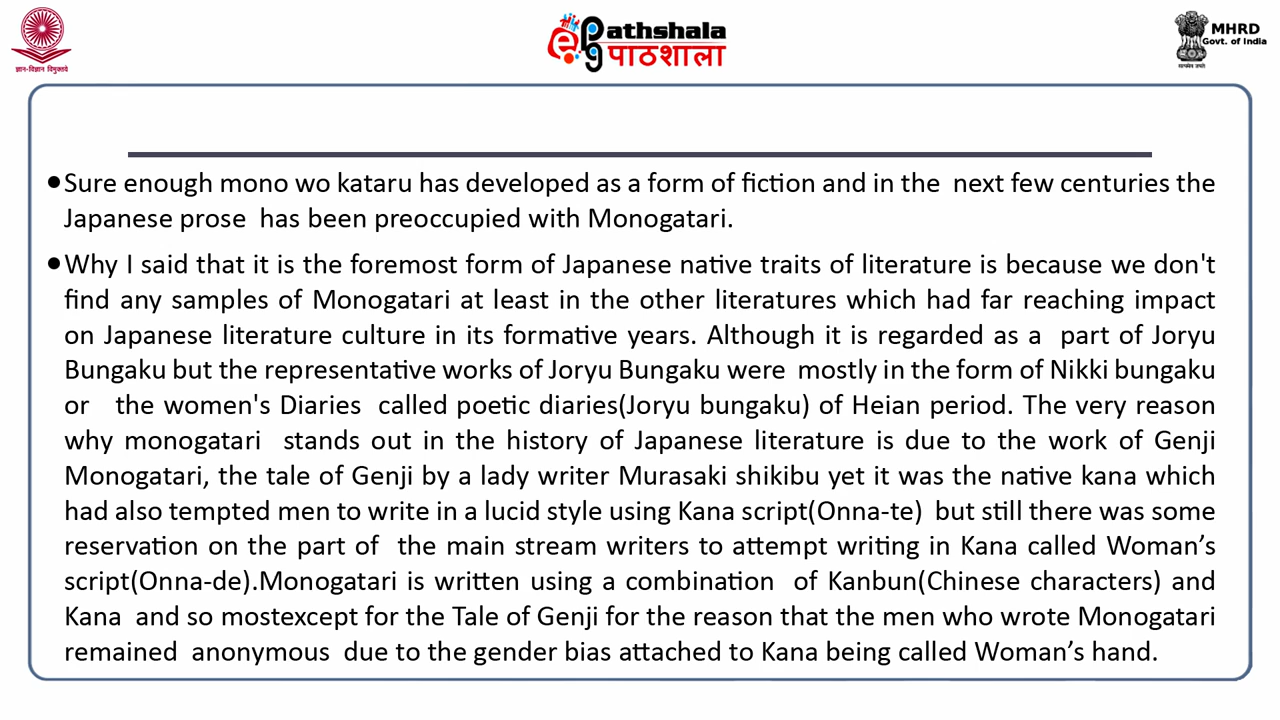 ज्ञान-विज्ञान विमुक्तये
ePG athshala
पाठशाला
MHRD
Govt. of India
सत्यमेव जयते
•Sure enough mono wo kataru has developed as a form of fiction and in the next few centuries the
Japanese prose has been preoccupied with Monogatari.
•Why I said that it is the foremost form of Japanese native traits of literature is because we don't
find any samples of Monogatari at least in the other literatures which had far reaching impact
on Japanese literature culture in its formative years. Although it is regarded as a part of Joryu
Bungaku but the representative works of Joryu Bungaku were mostly in the form of Nikki bungaku
or the women's Diaries called poetic diaries(Joryu bungaku) of Heian period. The very reason
why monogatari stands out in the history of Japanese literature is due to the work of Genji
Monogatari, the tale of Genji by a lady writer Murasaki shikibu yet it was the native kana which
had also tempted men to write in a lucid style using Kana script(Onna-te) but still there was some
reservation on the part of the main stream writers to attempt writing in Kana called Woman’s
script(Onna-de).Monogatari is written using a combination of Kanbun(Chinese characters) and
Kana and so mostexcept for the Tale of Genji for the reason that the men who wrote Monogatari
remained anonymous due to the gender bias attached to Kana being called Woman’s hand.